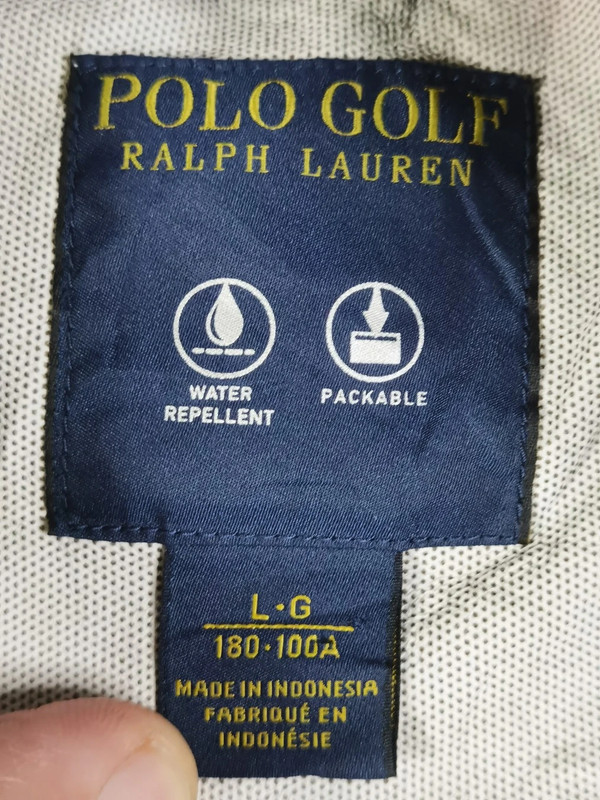 POLO GOLF
RALPH LAUREN
WATER
REPELLENT
PACKABLE
L·G
180·100A
MADE IN INDONESIA
FABRIQUÉ EN
INDONÉSIE